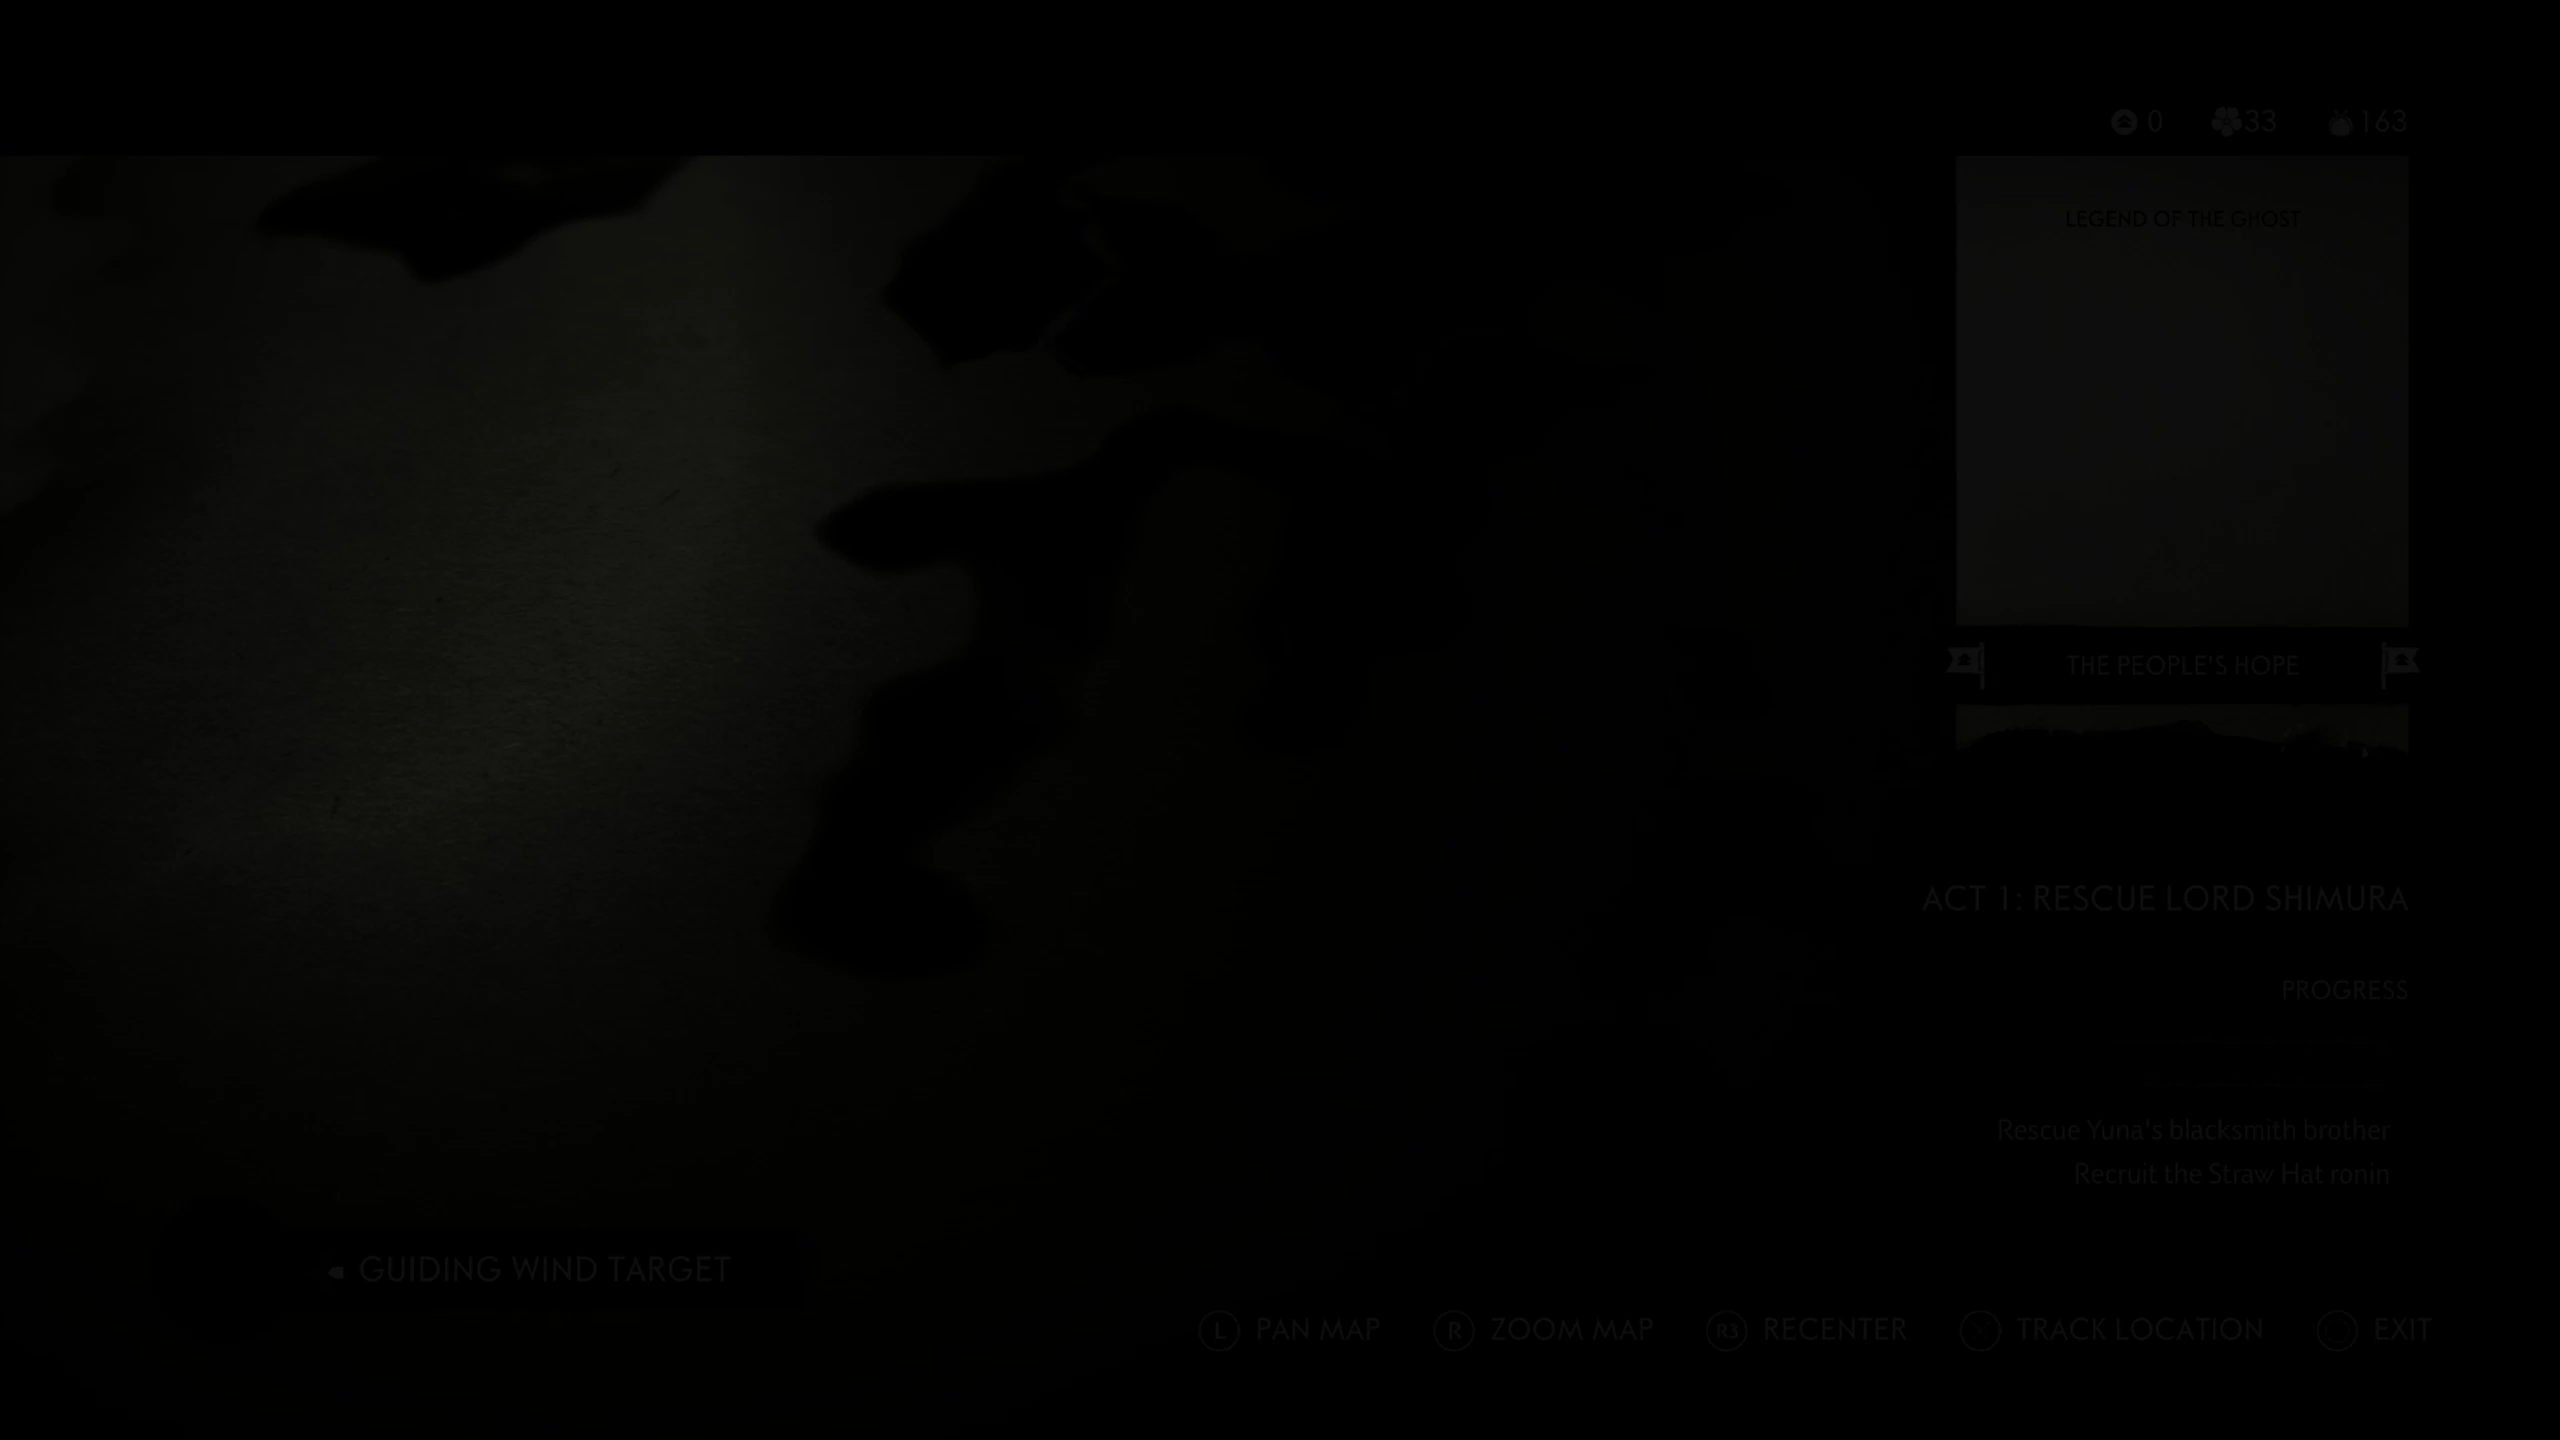 0 33 163
LEGEND OF THE GHOST
THE PEOPLE'S HOPE
ACT 1: RESCUE LORD SHIMURA
PROGRESS
Rescue Yuna's blacksmith brother
Recruit the Straw Hat ronin
GUIDING WIND TARGET
L PAN MAP R ZOOM MAP R3 RECENTER TRACK LOCATION EXIT